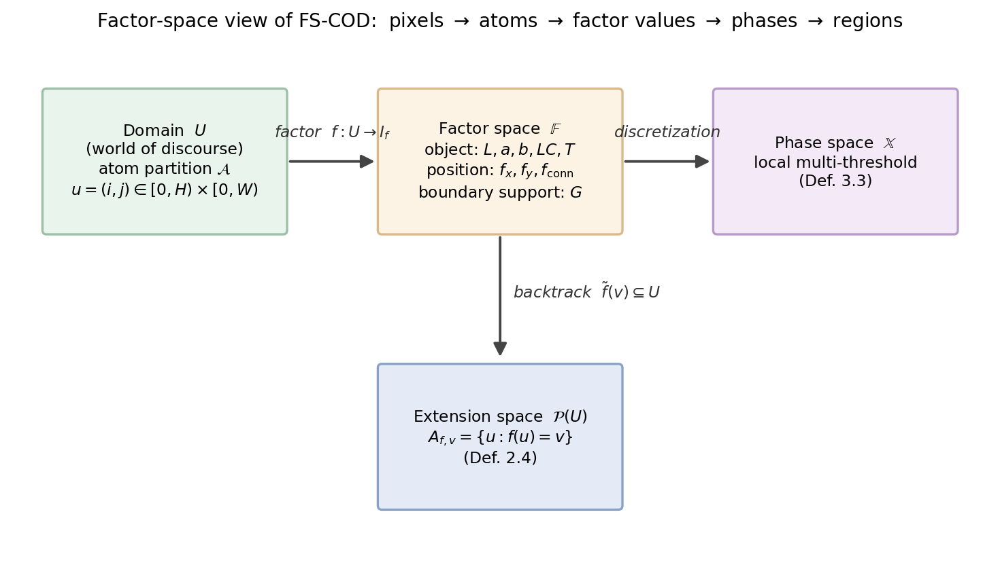 Factor-space view of FS-COD: pixels → atoms → factor values → phases → regions
Domain U
(world of discourse)
atom partition 𝒜
u = (i, j) ∈ [0, H) × [0, W)
factor f : U → I_f
Factor space 𝔽
object: L, a, b, LC, T
position: f_x, f_y, f_conn
boundary support: G
discretization
Phase space 𝕏
local multi-threshold
(Def. 3.3)
backtrack f̃(v) ⊆ U
Extension space 𝒫(U)
A_{f,v} = {u : f(u) = v}
(Def. 2.4)